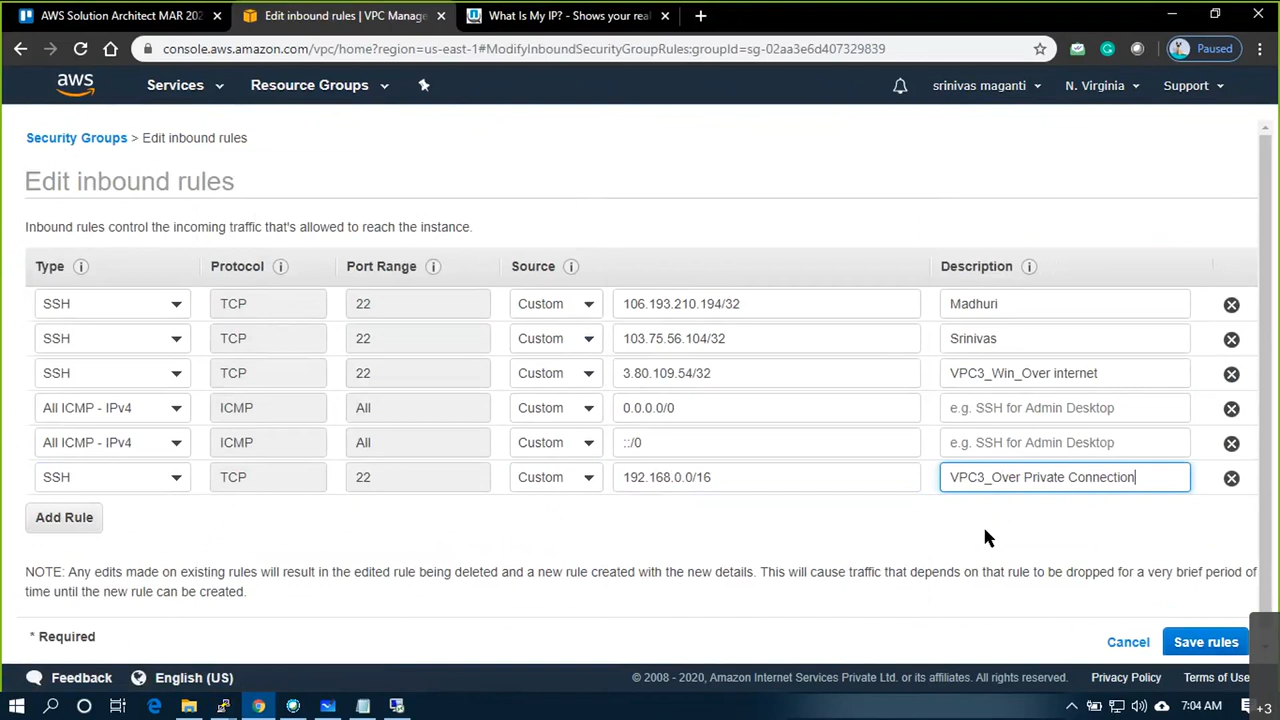 AWS Solution Architect MAR 202
Edit inbound rules | VPC Manage
What Is My IP? - Shows your real
console.aws.amazon.com/vpc/home?region=us-east-1#ModifyInboundSecurityGroupRules:groupId=sg-02aa3e6d407329839
Paused
aws
Services
Resource Groups
srinivas maganti
N. Virginia
Support
Security Groups > Edit inbound rules
Edit inbound rules
Inbound rules control the incoming traffic that's allowed to reach the instance.
Type Protocol Port Range Source Description
SSH TCP 22 Custom 106.193.210.194/32 Madhuri
SSH TCP 22 Custom 103.75.56.104/32 Srinivas
SSH TCP 22 Custom 3.80.109.54/32 VPC3_Win_Over internet
All ICMP - IPv4 ICMP All Custom 0.0.0.0/0 e.g. SSH for Admin Desktop
All ICMP - IPv4 ICMP All Custom ::/0 e.g. SSH for Admin Desktop
SSH TCP 22 Custom 192.168.0.0/16 VPC3_Over Private Connection
Add Rule
NOTE: Any edits made on existing rules will result in the edited rule being deleted and a new rule created with the new details. This will cause traffic that depends on that rule to be dropped for a very brief period of
time until the new rule can be created.
* Required
Cancel
Save rules
Feedback
English (US)
© 2008 - 2020, Amazon Internet Services Private Ltd. or its affiliates. All rights reserved.
Privacy Policy
Terms of Use
7:04 AM
+3